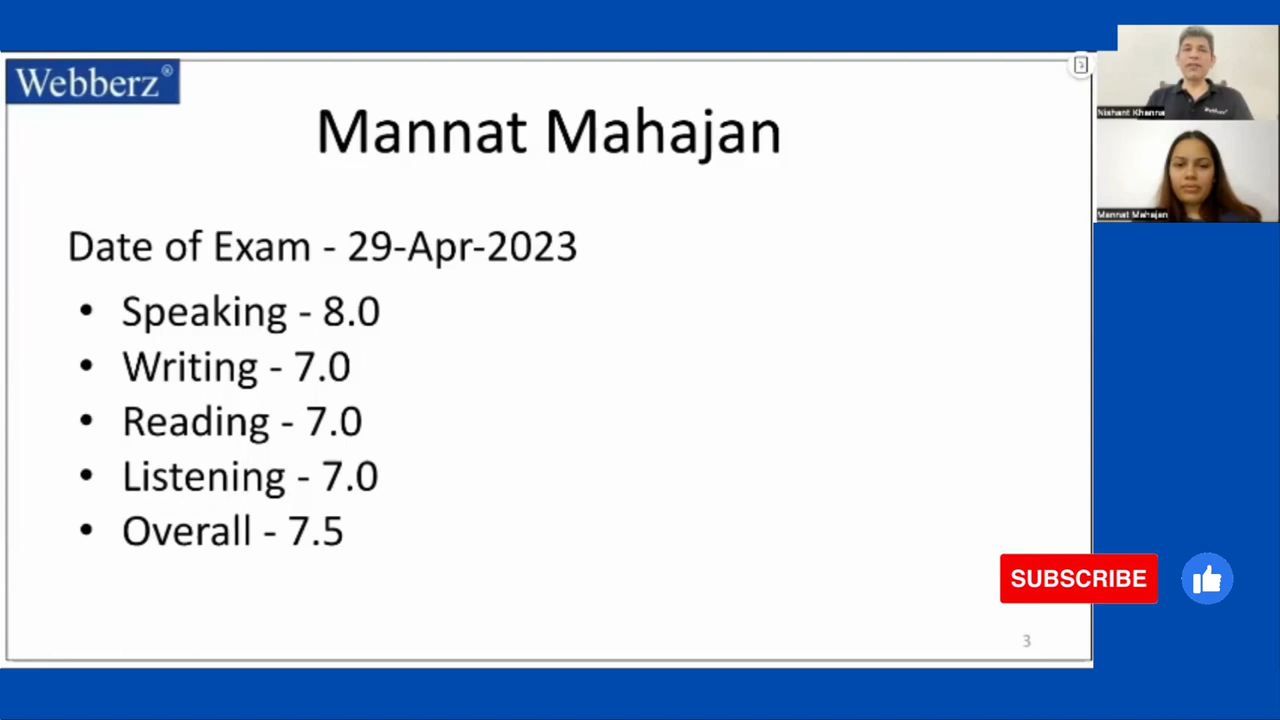 Webberz®
Mannat Mahajan
Date of Exam - 29-Apr-2023
• Speaking - 8.0
• Writing - 7.0
• Reading - 7.0
• Listening - 7.0
• Overall - 7.5
3
Nishant Khanna
Mannat Mahajan
SUBSCRIBE